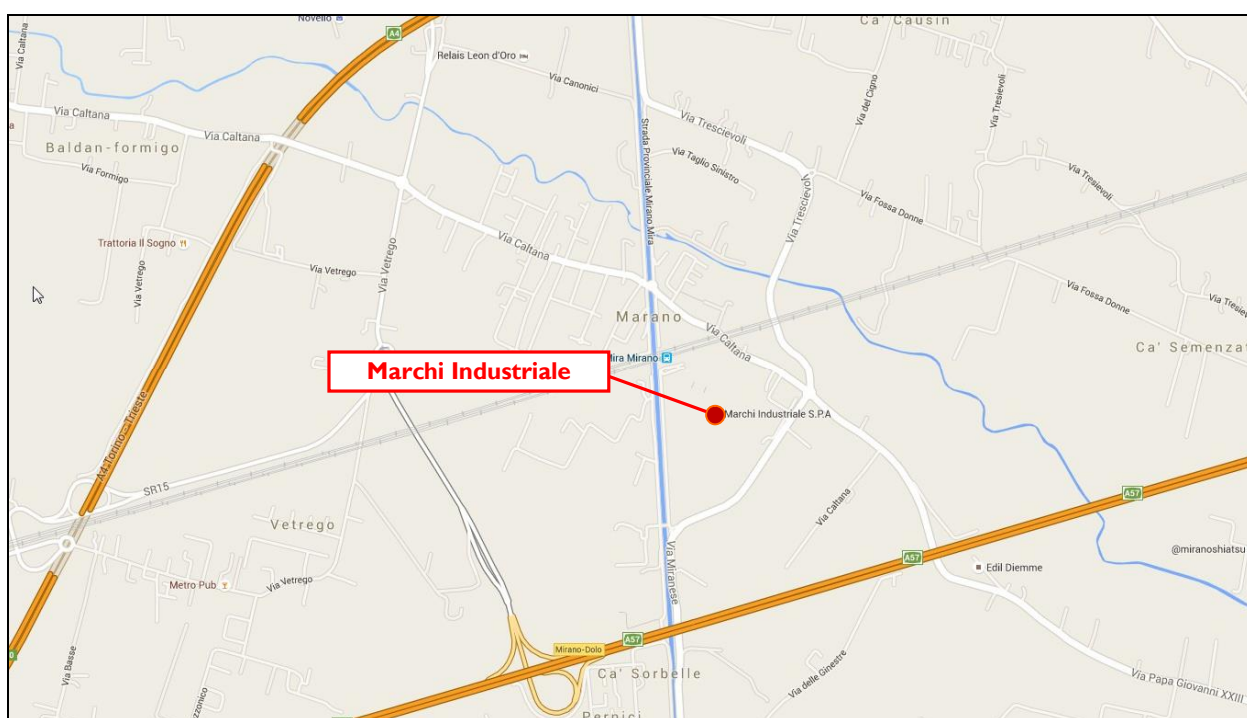 Novello
A4
Ca' Causin
Via Caltana
Relais Leon d'Oro
Via Canonici
Via del Cigno
Via Tresievoli
Via Caltana
Via Caltana
Baldan-formigo
Via Formigo
Strada Provinciale Mirano Mira
Via Trescievoli
Via Taglio Sinistro
Via Tresievoli
Via Fossa Donne
Via Trescievoli
Trattoria Il Sogno
Via Vetrego
Via Vetrego
Via Vetrego
Via Caltana
Via Fossa Donne
Marano
Via Caltana
Ca' Semenzat
Marchi Industriale
Mira Mirano
Marchi Industriale S.P.A
A4 Torino - Trieste
SR15
A57
Via Caltana
Vetrego
@miranoshiatsu
Via Miranese
A57
Edil Diemme
Metro Pub
Via Vetrego
A57
Mirano-Dolo
Via Basse
Ca' Sorbelle
Via delle Ginestre
Via Papa Giovanni XXIII
Pernici